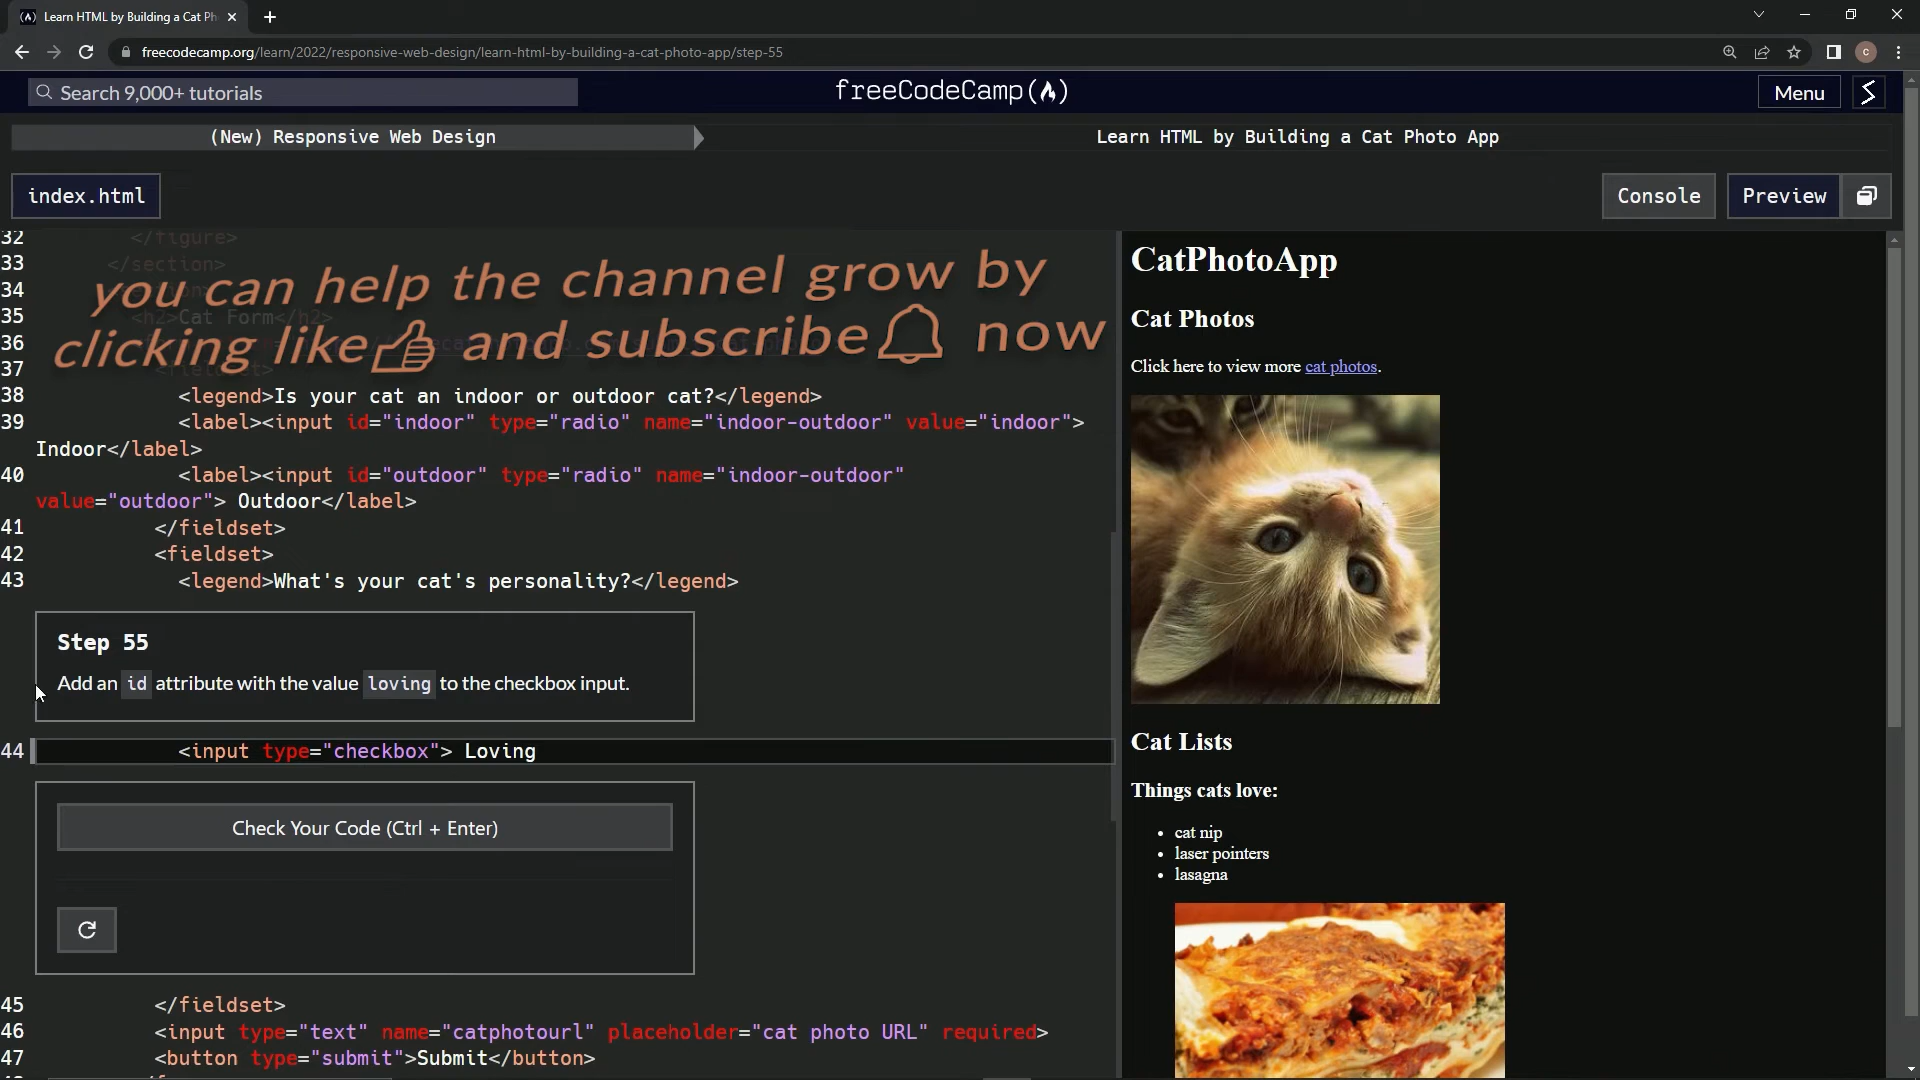 Learn HTML by Building a Cat Ph
freecodecamp.org/learn/2022/responsive-web-design/learn-html-by-building-a-cat-photo-app/step-55
C
Search 9,000+ tutorials
freeCodeCamp(🔥)
Menu
(New) Responsive Web Design
Learn HTML by Building a Cat Photo App
index.html
Console
Preview
32 </figure>
33 </section>
34
35 <h2>Cat Form</h2>
36
37 <fieldset>
you can help the channel grow by
clicking like and subscribe now
38 <legend>Is your cat an indoor or outdoor cat?</legend>
39 <label><input id="indoor" type="radio" name="indoor-outdoor" value="indoor">
Indoor</label>
40 <label><input id="outdoor" type="radio" name="indoor-outdoor"
value="outdoor"> Outdoor</label>
41 </fieldset>
42 <fieldset>
43 <legend>What's your cat's personality?</legend>
Step 55
Add an id attribute with the value loving to the checkbox input.
44 <input type="checkbox"> Loving
Check Your Code (Ctrl + Enter)
45 </fieldset>
46 <input type="text" name="catphotourl" placeholder="cat photo URL" required>
47 <button type="submit">Submit</button>
CatPhotoApp
Cat Photos
Click here to view more cat photos.
Cat Lists
Things cats love:
• cat nip
• laser pointers
• lasagna